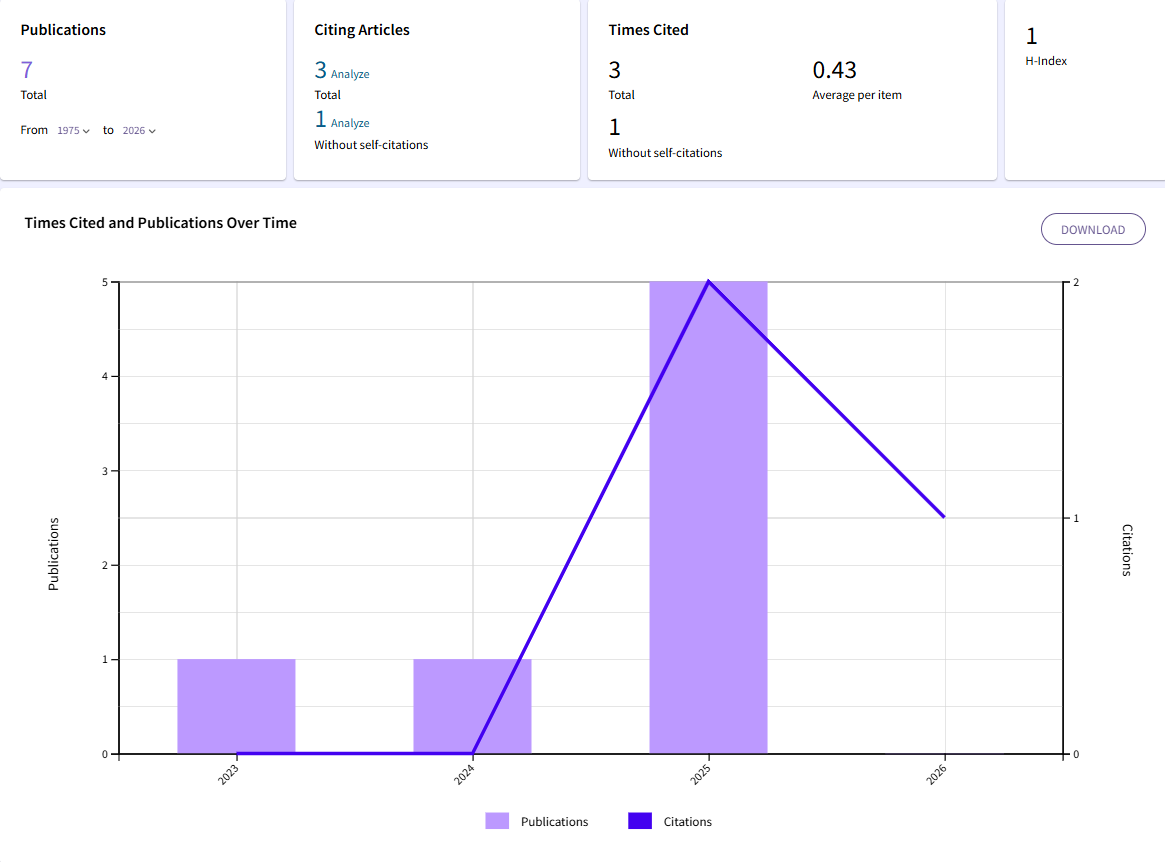 Publications
7
Total
From 1975 to 2026
Citing Articles
3 Analyze
Total
1 Analyze
Without self-citations
Times Cited
3
Total
1
Without self-citations
0.43
Average per item
1
H-Index
Times Cited and Publications Over Time
DOWNLOAD
5
4
3
2
1
0
Publications
2
1
0
Citations
2023
2024
2025
2026
Publications
Citations